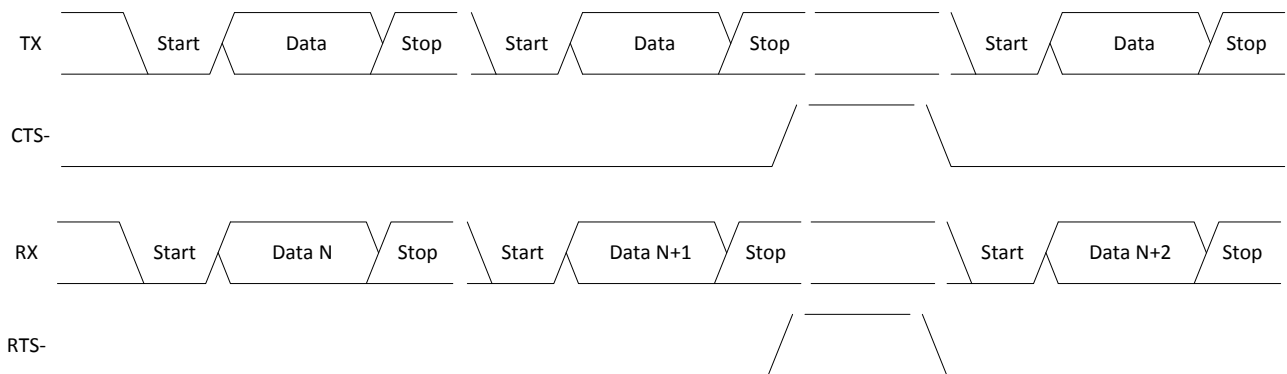 TX Start Data Stop Start Data Stop Start Data Stop
CTS-
RX Start Data N Stop Start Data N+1 Stop Start Data N+2 Stop
RTS-